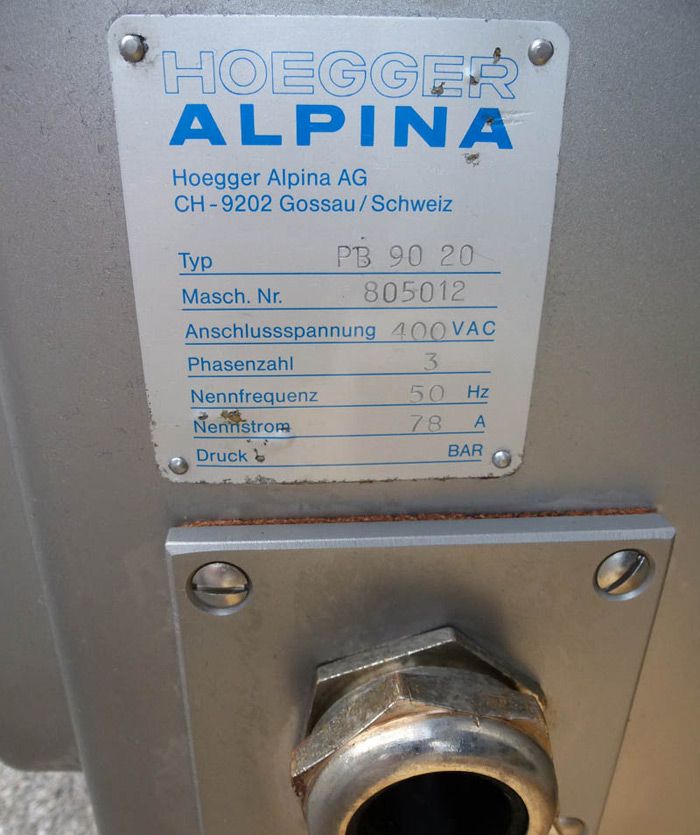 HOEGGER
ALPINA
Hoegger Alpina AG
CH-9202 Gossau/Schweiz
Typ PB 90 20
Masch. Nr. 805012
Anschlussspannung 400 VAC
Phasenzahl 3
Nennfrequenz 50 Hz
Nennstrom 78 A
Druck BAR